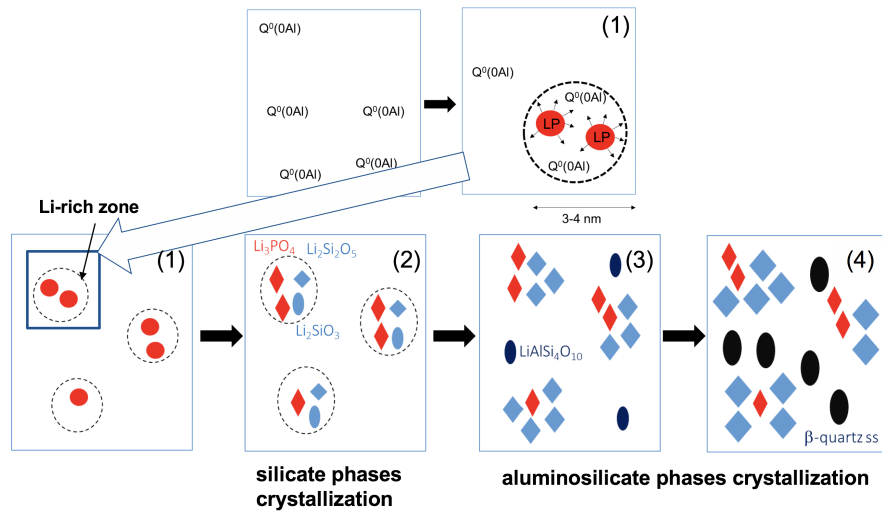 Q⁰(0Al)
Q⁰(0Al)
Q⁰(0Al)
Q⁰(0Al)
Q⁰(0Al)
(1)
Q⁰(0Al)
Q⁰(0Al)
LP
LP
Q⁰(0Al)
3-4 nm
Li-rich zone
(1)
Li₃PO₄
Li₂Si₂O₅
(2)
Li₂SiO₃
(3)
LiAlSi₄O₁₀
(4)
β-quartz ss
silicate phases
crystallization
aluminosilicate phases crystallization